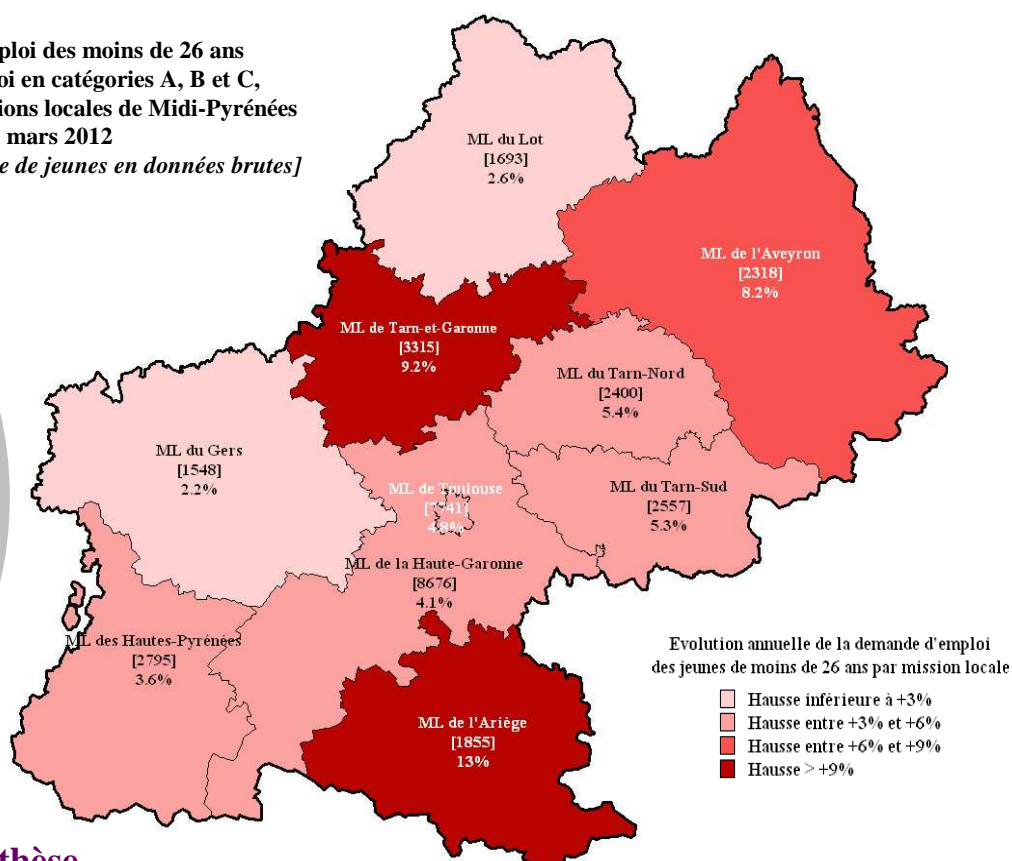 ploi des moins de 26 ans
oi en catégories A, B et C,
ions locales de Midi-Pyrénées
mars 2012
e de jeunes en données brutes]
ML du Lot
[1693]
2.6%
ML de l'Aveyron
[2318]
8.2%
ML de Tarn-et-Garonne
[3315]
9.2%
ML du Tarn-Nord
[2400]
5.4%
ML du Gers
[1548]
2.2%
ML de Toulouse
[7741]
4.8%
ML du Tarn-Sud
[2557]
5.3%
ML de la Haute-Garonne
[8676]
4.1%
ML des Hautes-Pyrénées
[2795]
3.6%
ML de l'Ariège
[1855]
13%
Evolution annuelle de la demande d'emploi
des jeunes de moins de 26 ans par mission locale
Hausse inférieure à +3%
Hausse entre +3% et +6%
Hausse entre +6% et +9%
Hausse > +9%
thèse